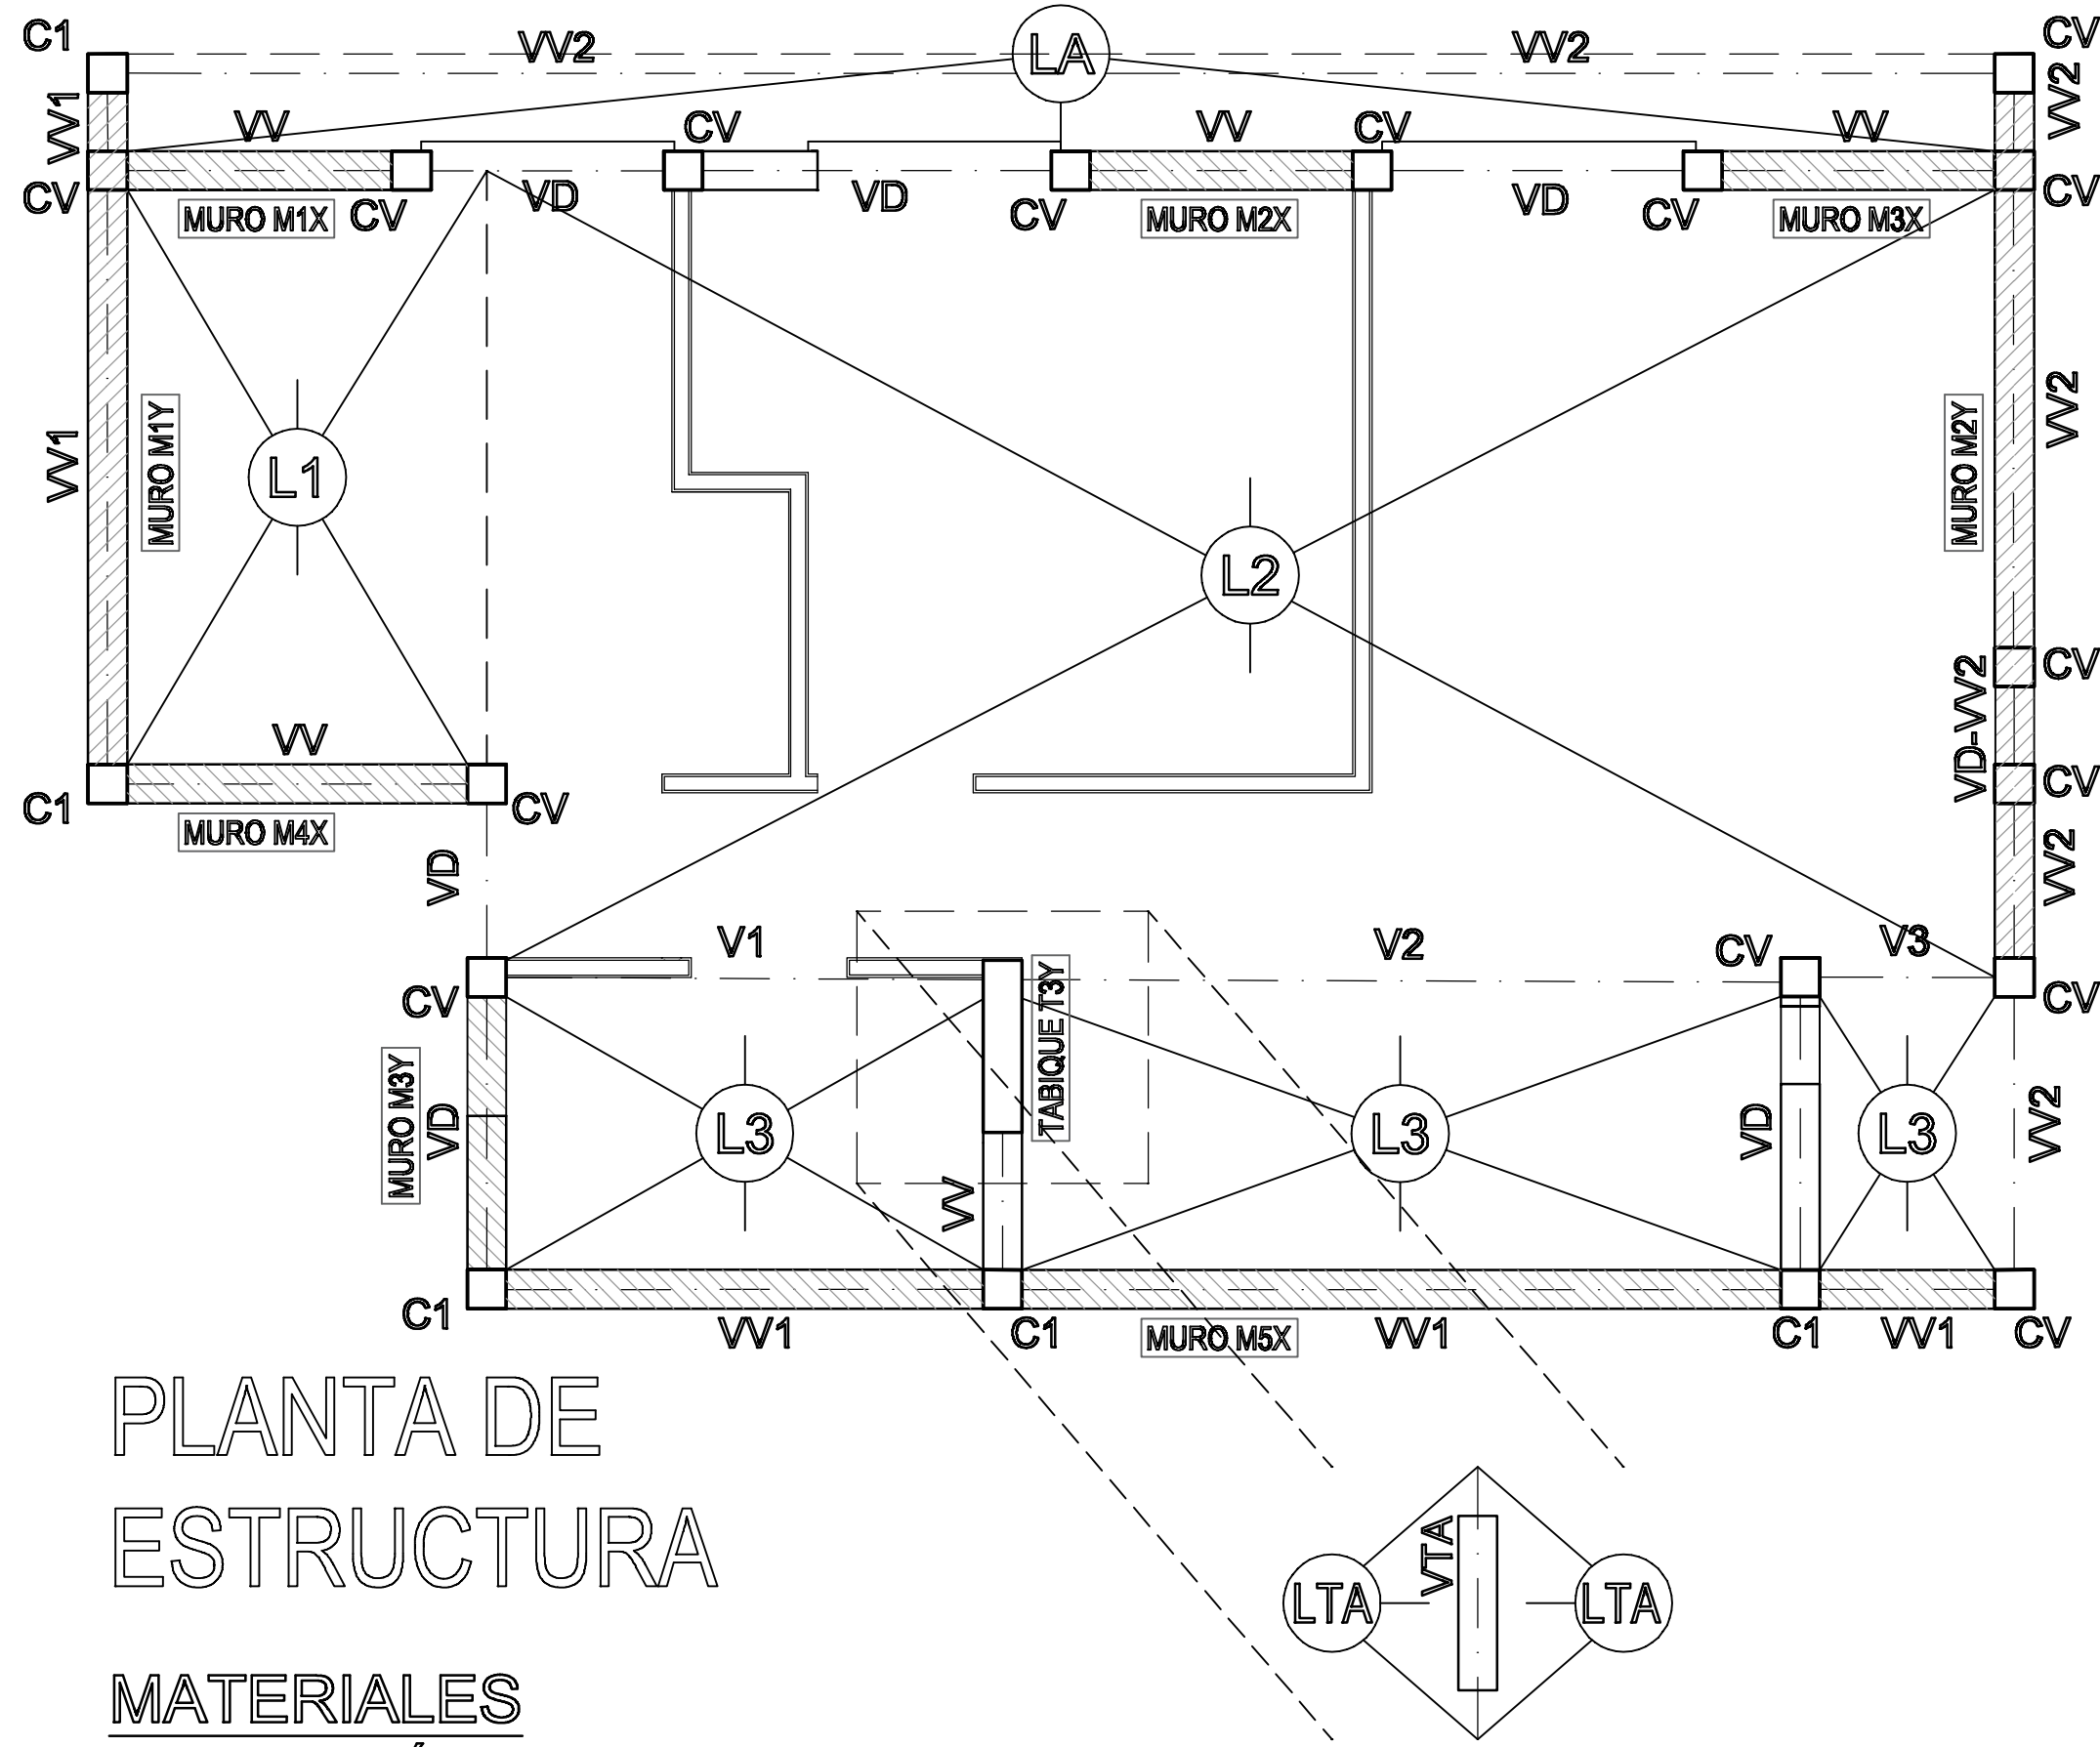 C1
VV2
LA
VV2
CV
VV1
VV
CV
VV
CV
VV
VV2
CV
MURO M1X
CV
VD
VD
CV
MURO M2X
VD
CV
MURO M3X
CV
VV1
MURO M1Y
L1
L2
MURO M2Y
VV2
CV
VV
VD-VV2
CV
C1
MURO M4X
CV
VD
VV2
V1
V2
CV
V3
CV
TABIQUE T3Y
CV
MURO M3Y
VD
L3
VV
L3
VD
L3
VV2
C1
VV1
C1
MURO M5X
VV1
C1
VV1
CV
PLANTA DE
ESTRUCTURA
VTA
LTA
LTA
MATERIALES